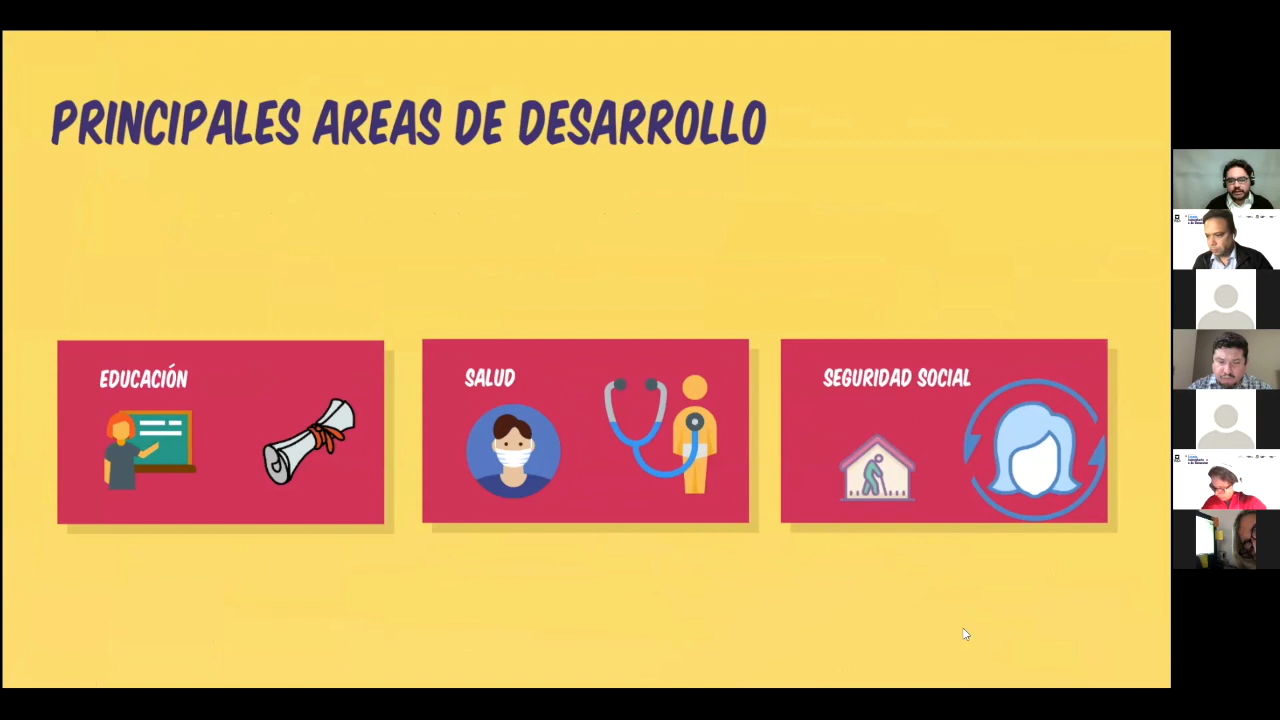 PRINCIPALES AREAS DE DESARROLLO
EDUCACIÓN
SALUD
SEGURIDAD SOCIAL